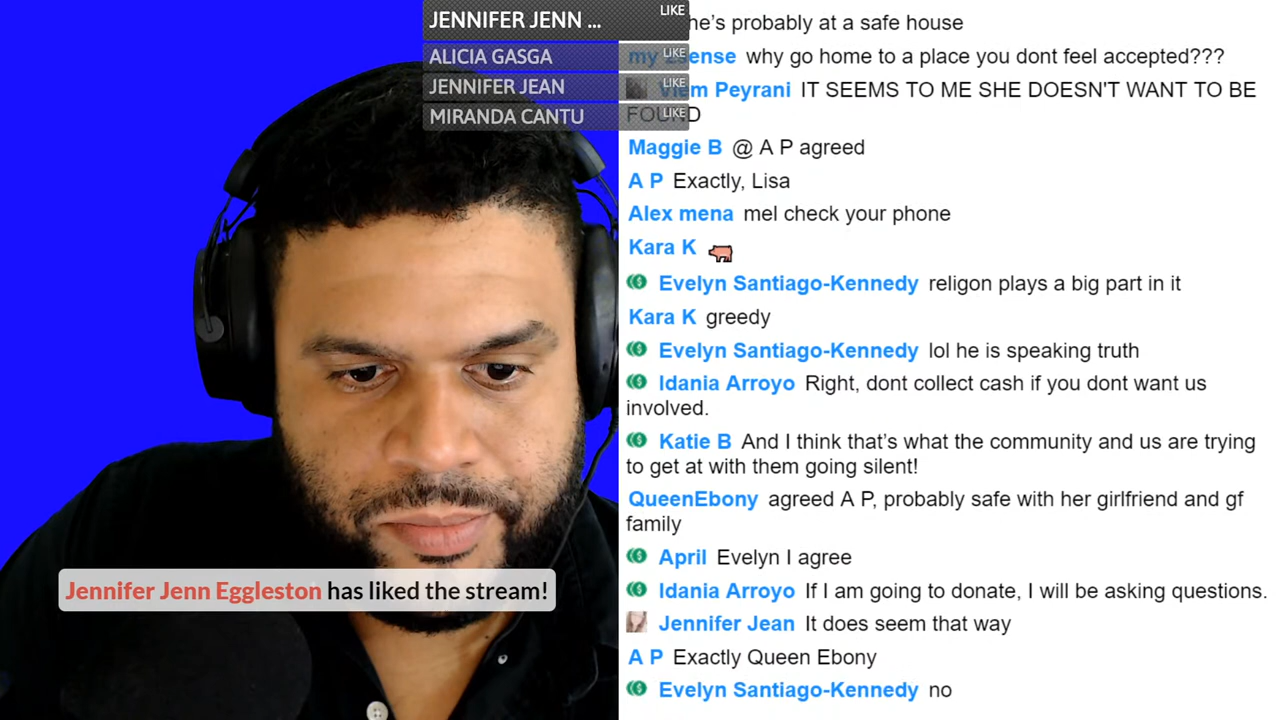 JENNIFER JENN ... LIKE
ALICIA GASGA LIKE
JENNIFER JEAN LIKE
MIRANDA CANTU LIKE
Jennifer Jenn Eggleston has liked the stream!
he's probably at a safe house
my why go home to a place you dont feel accepted???
Peyrani IT SEEMS TO ME SHE DOESN'T WANT TO BE
FOUND
Maggie B @ A P agreed
A P Exactly, Lisa
Alex mena mel check your phone
Kara K
Evelyn Santiago-Kennedy religon plays a big part in it
Kara K greedy
Evelyn Santiago-Kennedy lol he is speaking truth
Idania Arroyo Right, dont collect cash if you dont want us
involved.
Katie B And I think that's what the community and us are trying
to get at with them going silent!
QueenEbony agreed A P, probably safe with her girlfriend and gf
family
April Evelyn I agree
Idania Arroyo If I am going to donate, I will be asking questions.
Jennifer Jean It does seem that way
A P Exactly Queen Ebony
Evelyn Santiago-Kennedy no